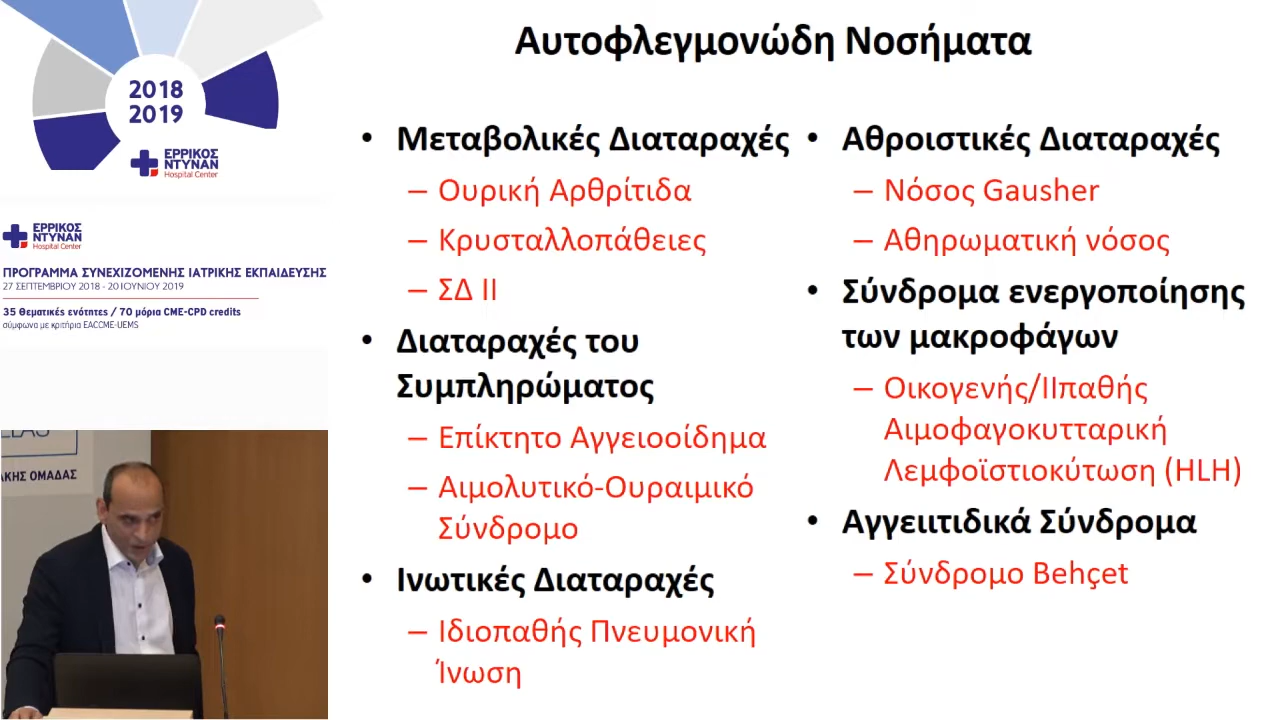 2018
2019
ΕΡΡΙΚΟΣ
ΝΤΥΝΑΝ
Hospital Center
ΕΡΡΙΚΟΣ
ΝΤΥΝΑΝ
Hospital Center
ΠΡΟΓΡΑΜΜΑ ΣΥΝΕΧΙΖΟΜΕΝΗΣ ΙΑΤΡΙΚΗΣ ΕΚΠΑΙΔΕΥΣΗΣ
27 ΣΕΠΤΕΜΒΡΙΟΥ 2018 - 20 ΙΟΥΝΙΟΥ 2019
35 Θεματικές ενότητες / 70 μόρια CME-CPD credits
σύμφωνα με κριτήρια EACCME-UEMS
ΑΚΗΣ ΟΜΑΔΑΣ
Αυτοφλεγμονώδη Νοσήματα
• Μεταβολικές Διαταραχές
– Ουρική Αρθρίτιδα
– Κρυσταλλοπάθειες
– ΣΔ ΙΙ
• Διαταραχές του
Συμπληρώματος
– Επίκτητο Αγγειοοίδημα
– Αιμολυτικό-Ουραιμικό
Σύνδρομο
• Ινωτικές Διαταραχές
– Ιδιοπαθής Πνευμονική
Ίνωση
• Αθροιστικές Διαταραχές
– Νόσος Gausher
– Αθηρωματική νόσος
• Σύνδρομα ενεργοποίησης
των μακροφάγων
– Οικογενής/ΙΙπαθής
Αιμοφαγοκυτταρική
Λεμφοϊστιοκύτωση (HLH)
• Αγγειιτιδικά Σύνδρομα
– Σύνδρομο Behçet